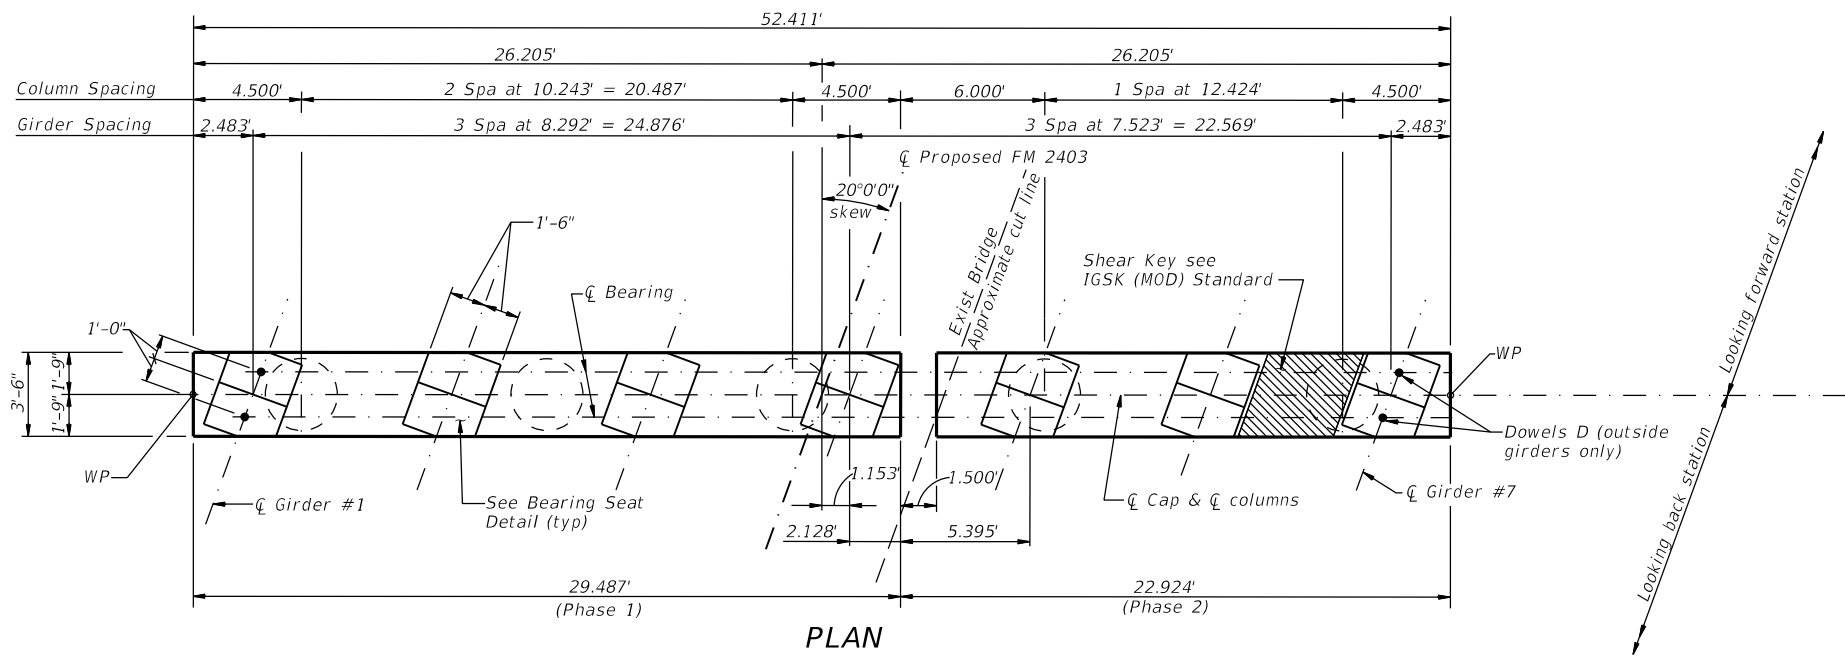 52.411'
26.205'
26.205'
Column Spacing
4.500'
2 Spa at 10.243' = 20.487'
4.500'
6.000'
1 Spa at 12.424'
4.500'
Girder Spacing
2.483'
3 Spa at 8.292' = 24.876'
3 Spa at 7.523' = 22.569'
2.483'
℄ Proposed FM 2403
20°0'0"
skew
Exist Bridge
Approximate cut line
1'-6"
Shear Key see
IGSK (MOD) Standard
℄ Bearing
Looking forward station
1'-0"
3'-6"
1'-9"
1'-9"
WP
WP
Dowels D (outside
girders only)
1.153'
1.500'
℄ Girder #1
See Bearing Seat
Detail (typ)
℄ Cap & ℄ columns
℄ Girder #7
Looking back station
2.128'
5.395'
29.487'
(Phase 1)
22.924'
(Phase 2)
PLAN